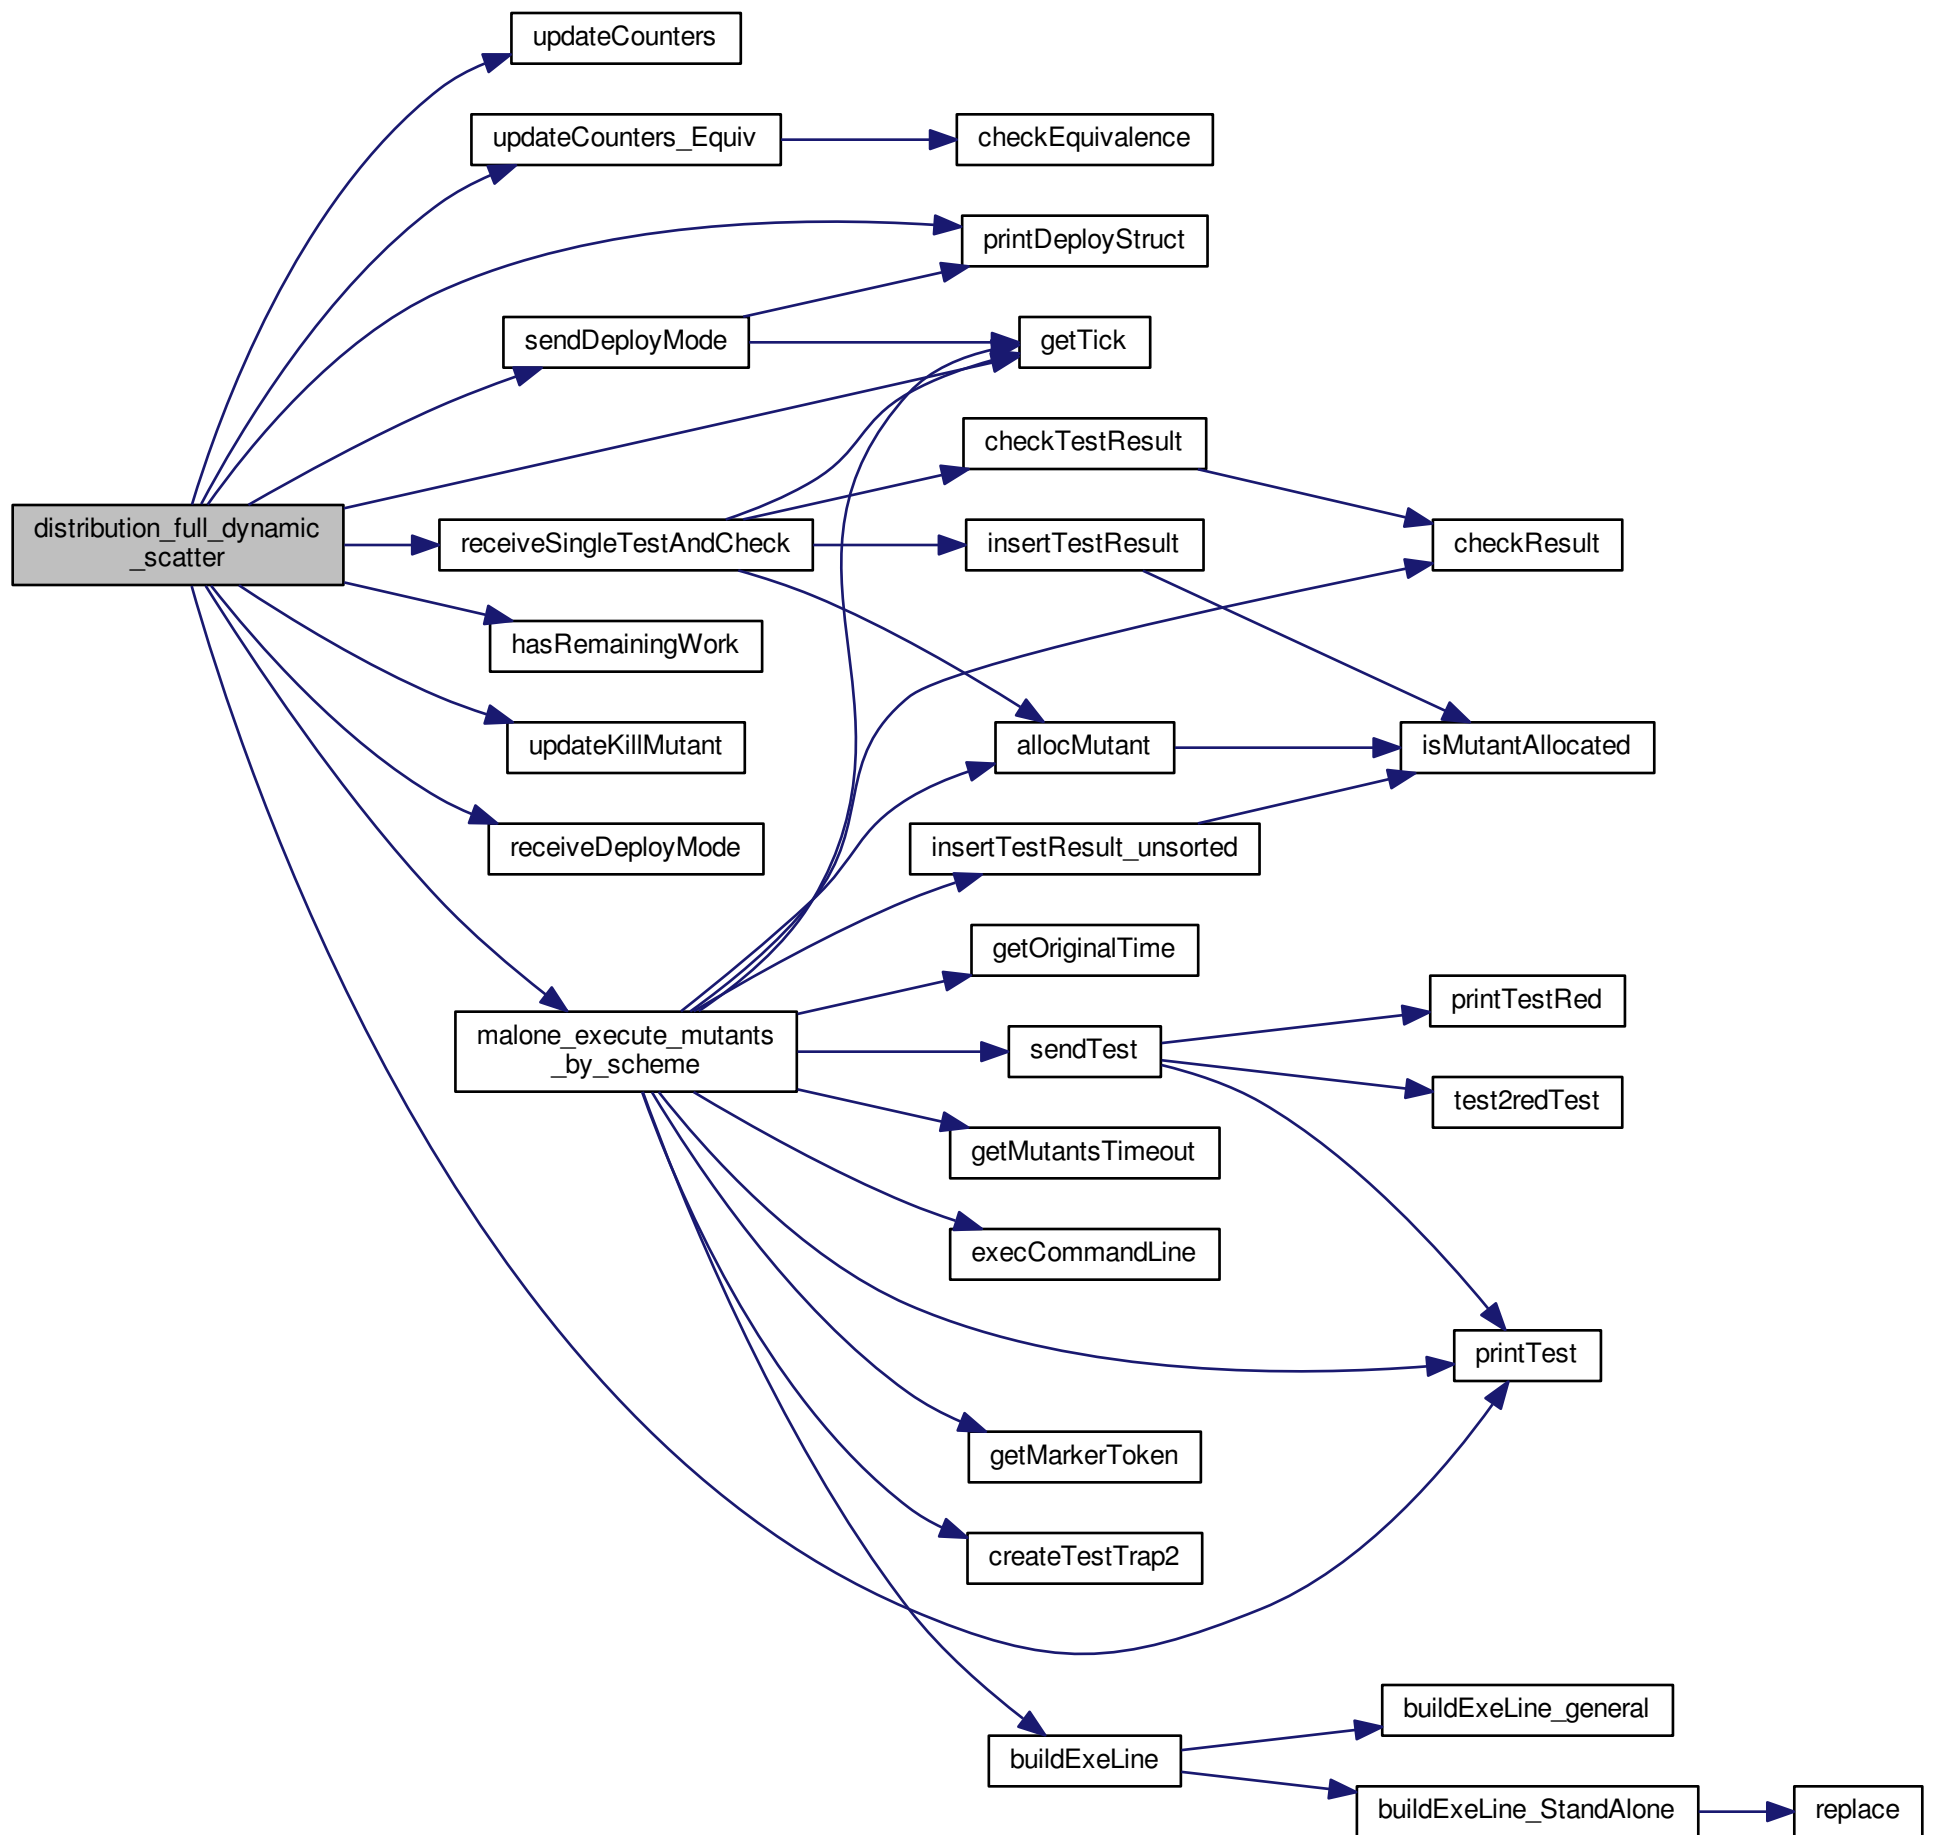 updateCounters
updateCounters_Equiv
checkEquivalence
printDeployStruct
sendDeployMode
getTick
checkTestResult
distribution_full_dynamic
_scatter
receiveSingleTestAndCheck
insertTestResult
checkResult
hasRemainingWork
updateKillMutant
allocMutant
isMutantAllocated
receiveDeployMode
insertTestResult_unsorted
getOriginalTime
printTestRed
malone_execute_mutants
_by_scheme
sendTest
test2redTest
getMutantsTimeout
execCommandLine
printTest
getMarkerToken
createTestTrap2
buildExeLine_general
buildExeLine
buildExeLine_StandAlone
replace